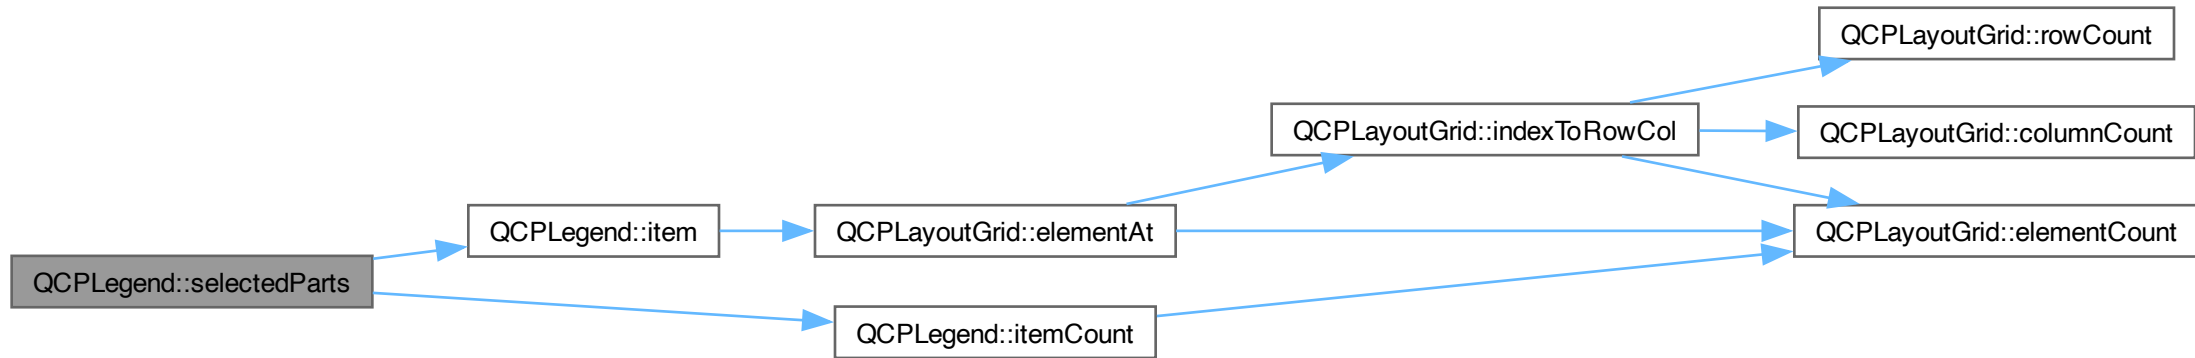 QCPLayoutGrid::rowCount
QCPLayoutGrid::indexToRowCol
QCPLayoutGrid::columnCount
QCPLegend::item
QCPLayoutGrid::elementAt
QCPLayoutGrid::elementCount
QCPLegend::selectedParts
QCPLegend::itemCount